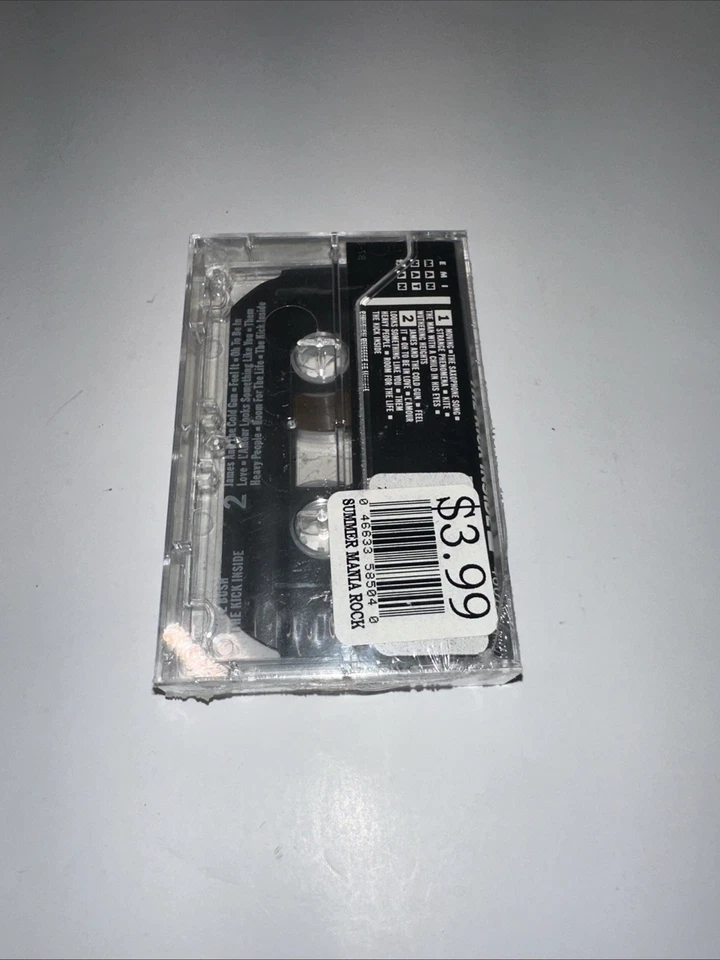 EMI
1 MOVING ■ THE SAXOPHONE SONG ■
STRANGE PHENOMENA ■ KITE ■
THE MAN WITH A CHILD IN HIS EYES ■
WUTHERING HEIGHTS
2 JAMES AND THE COLD GUN ■ FEEL
IT ■ OH TO BE IN LOVE ■ L'AMOUR
LOOKS SOMETHING LIKE YOU ■ THEM
HEAVY PEOPLE ■ ROOM FOR THE LIFE ■
THE KICK INSIDE
$3.99
0 46633 58504 0
SUMMER MANIA ROCK
2 James And The Cold Gun ■ Feel It ■ Oh To Be In
Love ■ L'Amour Looks Something Like You ■ Them
Heavy People ■ Room For The Life ■ The Kick Inside
BUSH
THE KICK INSIDE